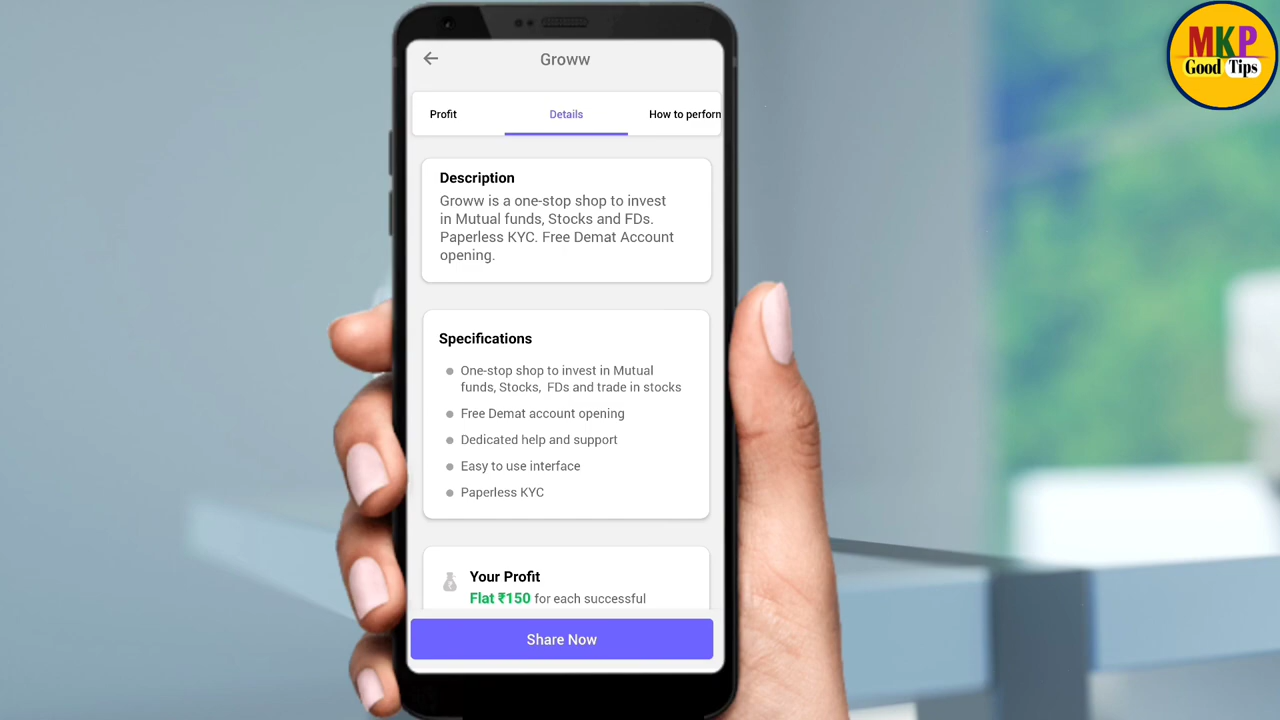 MKP
Good Tips
Groww
Profit
Details
How to perforn
Description
Groww is a one-stop shop to invest
in Mutual funds, Stocks and FDs.
Paperless KYC. Free Demat Account
opening.
Specifications
One-stop shop to invest in Mutual
funds, Stocks, FDs and trade in stocks
Free Demat account opening
Dedicated help and support
Easy to use interface
Paperless KYC
Your Profit
Flat ₹150 for each successful
Share Now